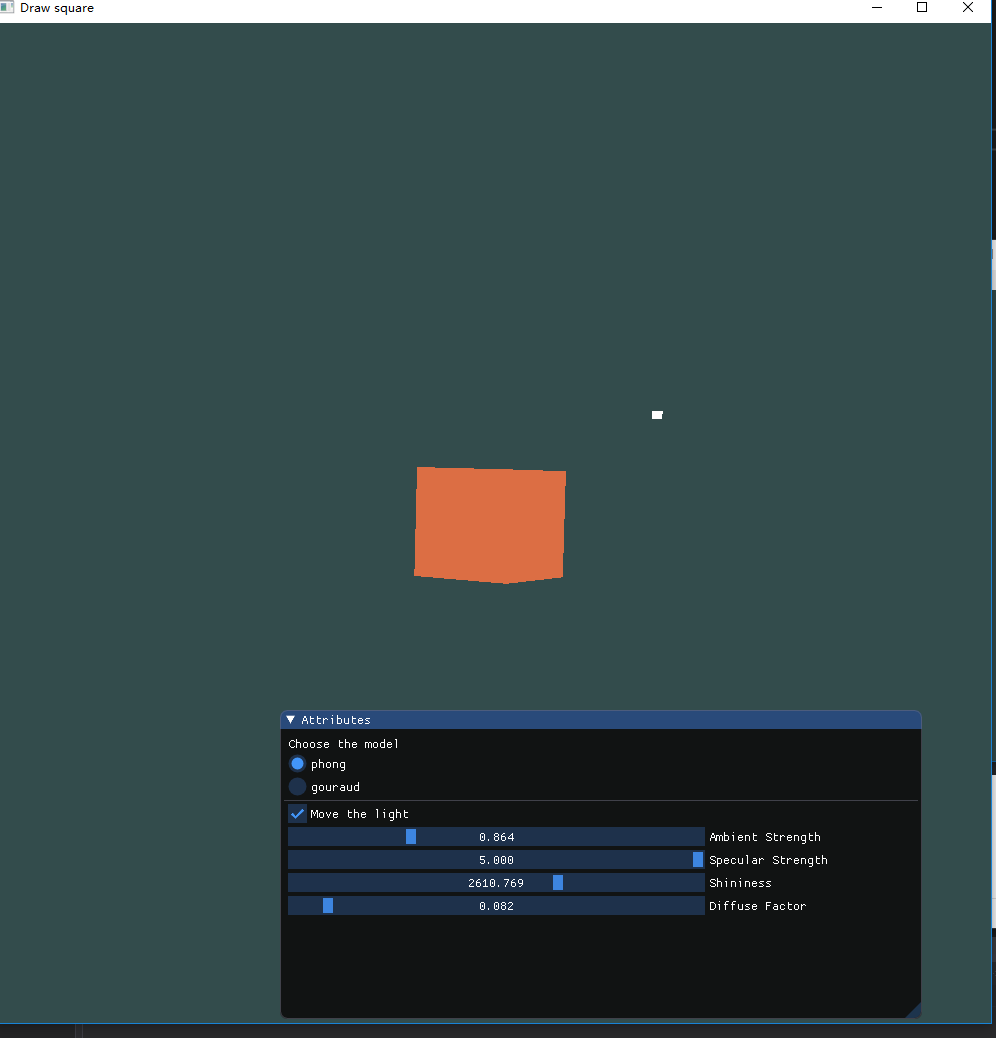 Draw square
Attributes
Choose the model
phong
gouraud
Move the light
0.864 Ambient Strength
5.000 Specular Strength
2610.769 Shininess
0.082 Diffuse Factor